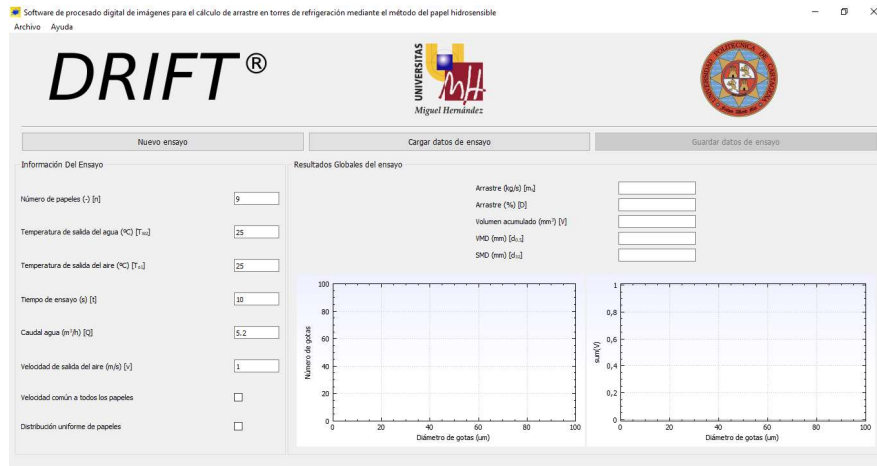 Software de procesado digital de imágenes para el cálculo de arrastre en torres de refrigeración mediante el método del papel hidrosensible
Archivo Ayuda
DRIFT®
UNIVERSITAS
Miguel Hernández
Nuevo ensayo
Cargar datos de ensayo
Guardar datos de ensayo
Información Del Ensayo
Número de papeles (-) [n] 9
Temperatura de salida del agua (ºC) [Tw2] 25
Temperatura de salida del aire (ºC) [Ta2] 25
Tiempo de ensayo (s) [t] 10
Caudal agua (m³/h) [Q] 5.2
Velocidad de salida del aire (m/s) [v] 1
Velocidad común a todos los papeles
Distribución uniforme de papeles
Resultados Globales del ensayo
Arrastre (kg/s) [m]
Arrastre (%) [D]
Volumen acumulado (mm³) [V]
VMD (mm) [d0.5]
SMD (mm) [d32]
Número de gotas
100
80
60
40
20
0
0 20 40 60 80 100
Diámetro de gotas (um)
sum(V)
1
0,8
0,6
0,4
0,2
0
0 20 40 60 80 100
Diámetro de gotas (um)